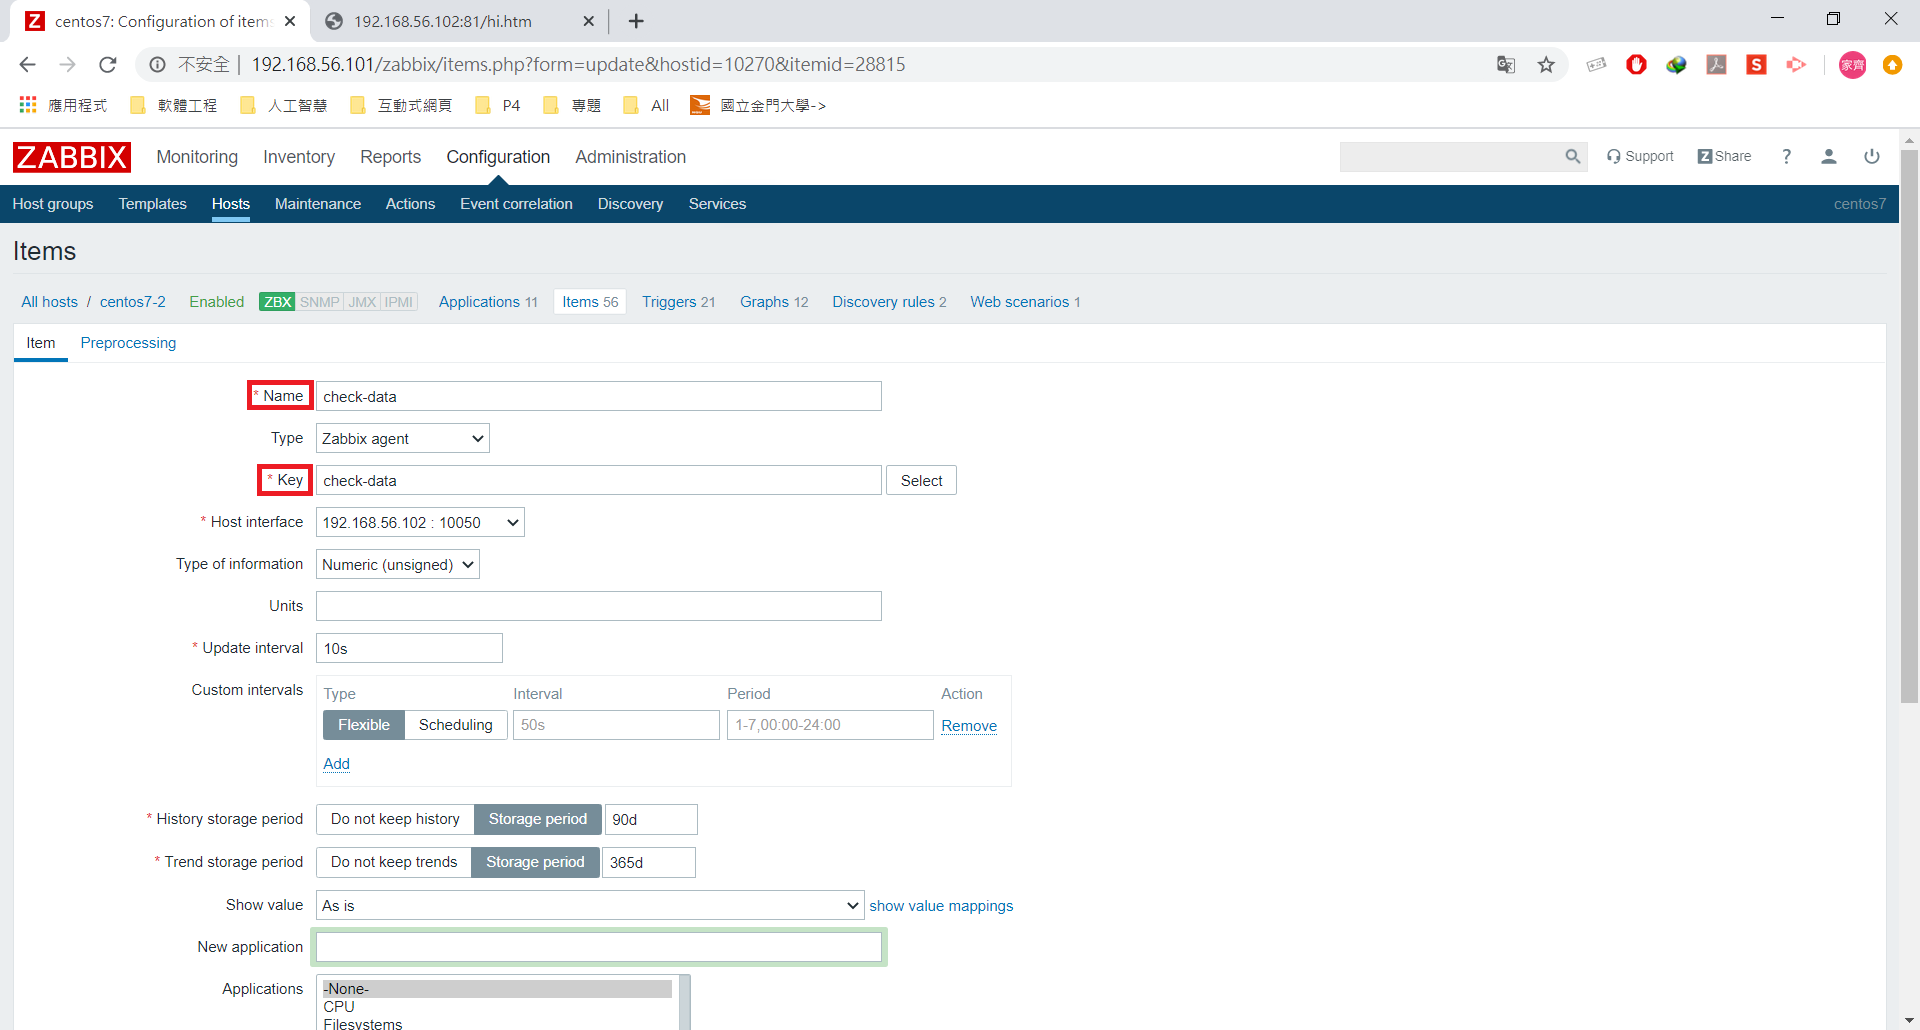 centos7: Configuration of items
192.168.56.102:81/hi.htm
不安全 | 192.168.56.101/zabbix/items.php?form=update&hostid=10270&itemid=28815
家齊
應用程式 軟體工程 人工智慧 互動式網頁 P4 專題 All 國立金門大學->
ZABBIX Monitoring Inventory Reports Configuration Administration Support Z Share ?
Host groups Templates Hosts Maintenance Actions Event correlation Discovery Services centos7
Items
All hosts / centos7-2 Enabled ZBX SNMP JMX IPMI Applications 11 Items 56 Triggers 21 Graphs 12 Discovery rules 2 Web scenarios 1
Item Preprocessing
* Name check-data
Type Zabbix agent
* Key check-data Select
* Host interface 192.168.56.102 : 10050
Type of information Numeric (unsigned)
Units
* Update interval 10s
Custom intervals Type Interval Period Action
Flexible Scheduling 50s 1-7,00:00-24:00 Remove
Add
* History storage period Do not keep history Storage period 90d
* Trend storage period Do not keep trends Storage period 365d
Show value As is show value mappings
New application
Applications -None-
CPU
Filesystems